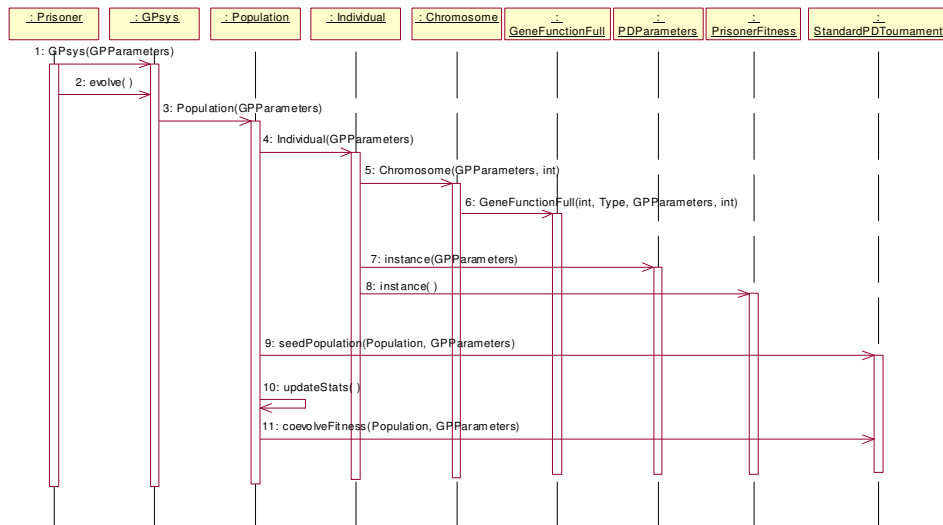 : Prisoner
: GPsys
: Population
: Individual
: Chromosome
:
GeneFunctionFull
:
PDParameters
:
PrisonerFitness
:
StandardPDTournament
1: GPsys(GPParameters)
2: evolve( )
3: Population(GPParameters)
4: Individual(GPParameters)
5: Chromosome(GPParameters, int)
6: GeneFunctionFull(int, Type, GPParameters, int)
7: instance(GPParameters)
8: instance( )
9: seedPopulation(Population, GPParameters)
10: updateStats( )
11: coevolveFitness(Population, GPParameters)